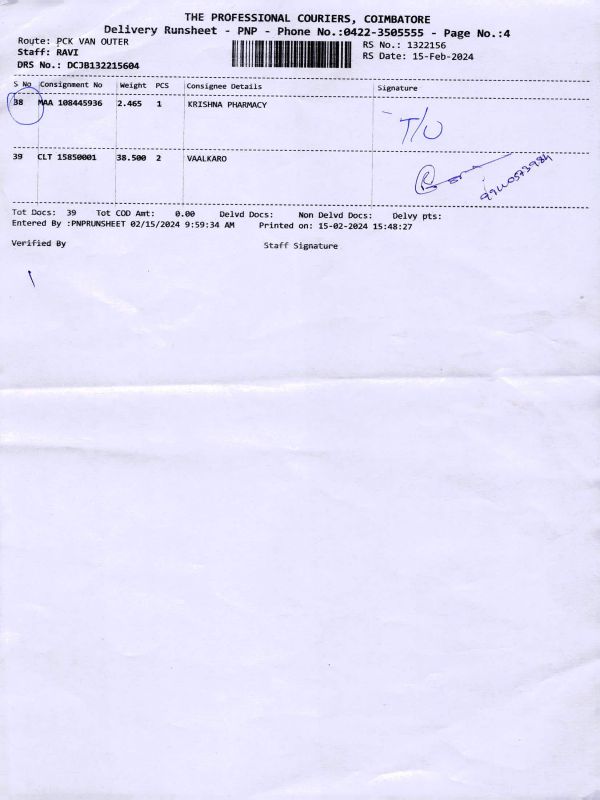 THE PROFESSIONAL COURIERS, COIMBATORE
Delivery Runsheet - PNP - Phone No.:0422-3505555 - Page No.:4
Route: PCK VAN OUTER
RS No.: 1322156
Staff: RAVI
RS Date: 15-Feb-2024
DRS No.: DCJB132215604
S No Consignment No Weight PCS Consignee Details Signature
38 MAA 108445936 2.465 1 KRISHNA PHARMACY
T/O
39 CLT 15850001 38.500 2 VAALKARO
Tot Docs: 39 Tot COD Amt: 0.00 Delvd Docs: Non Delvd Docs: Delvy pts:
Entered By :PNPRUNSHEET 02/15/2024 9:59:34 AM Printed on: 15-02-2024 15:48:27
Verified By Staff Signature